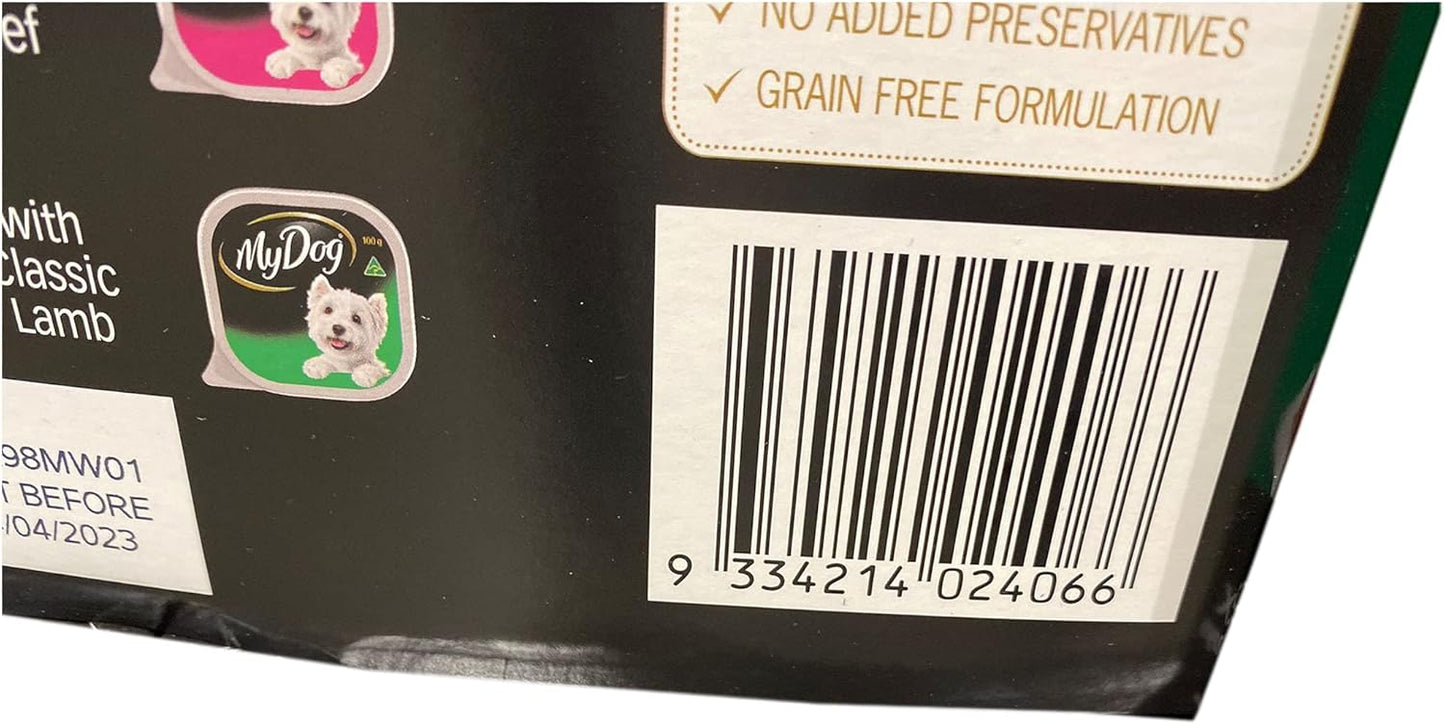 ef
NO ADDED PRESERVATIVES
✓ GRAIN FREE FORMULATION
with
Classic
Lamb
MyDog
100 g
98MW01
T BEFORE
/04/2023
9 334214 024066